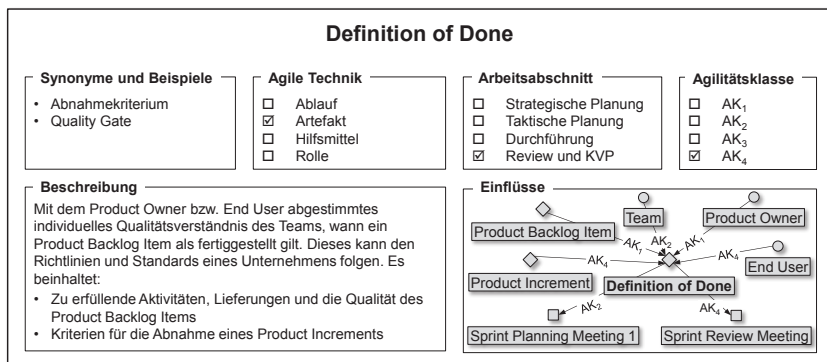 Definition of Done
Synonyme und Beispiele
• Abnahmekriterium
• Quality Gate
Agile Technik
☐ Ablauf
☑ Artefakt
☐ Hilfsmittel
☐ Rolle
Arbeitsabschnitt
☐ Strategische Planung
☐ Taktische Planung
☐ Durchführung
☑ Review und KVP
Agilitätsklasse
☐ AK₁
☐ AK₂
☐ AK₃
☑ AK₄
Beschreibung
Mit dem Product Owner bzw. End User abgestimmtes
individuelles Qualitätsverständnis des Teams, wann ein
Product Backlog Item als fertiggestellt gilt. Dieses kann den
Richtlinien und Standards eines Unternehmens folgen. Es
beinhaltet:
• Zu erfüllende Aktivitäten, Lieferungen und die Qualität des
Product Backlog Items
• Kriterien für die Abnahme eines Product Increments
Einflüsse
Product Backlog Item
Team
Product Owner
AK₁
AK₂
AK₁
Product Increment
AK₄
Definition of Done
AK₄
End User
AK₂
AK₄
Sprint Planning Meeting 1
Sprint Review Meeting